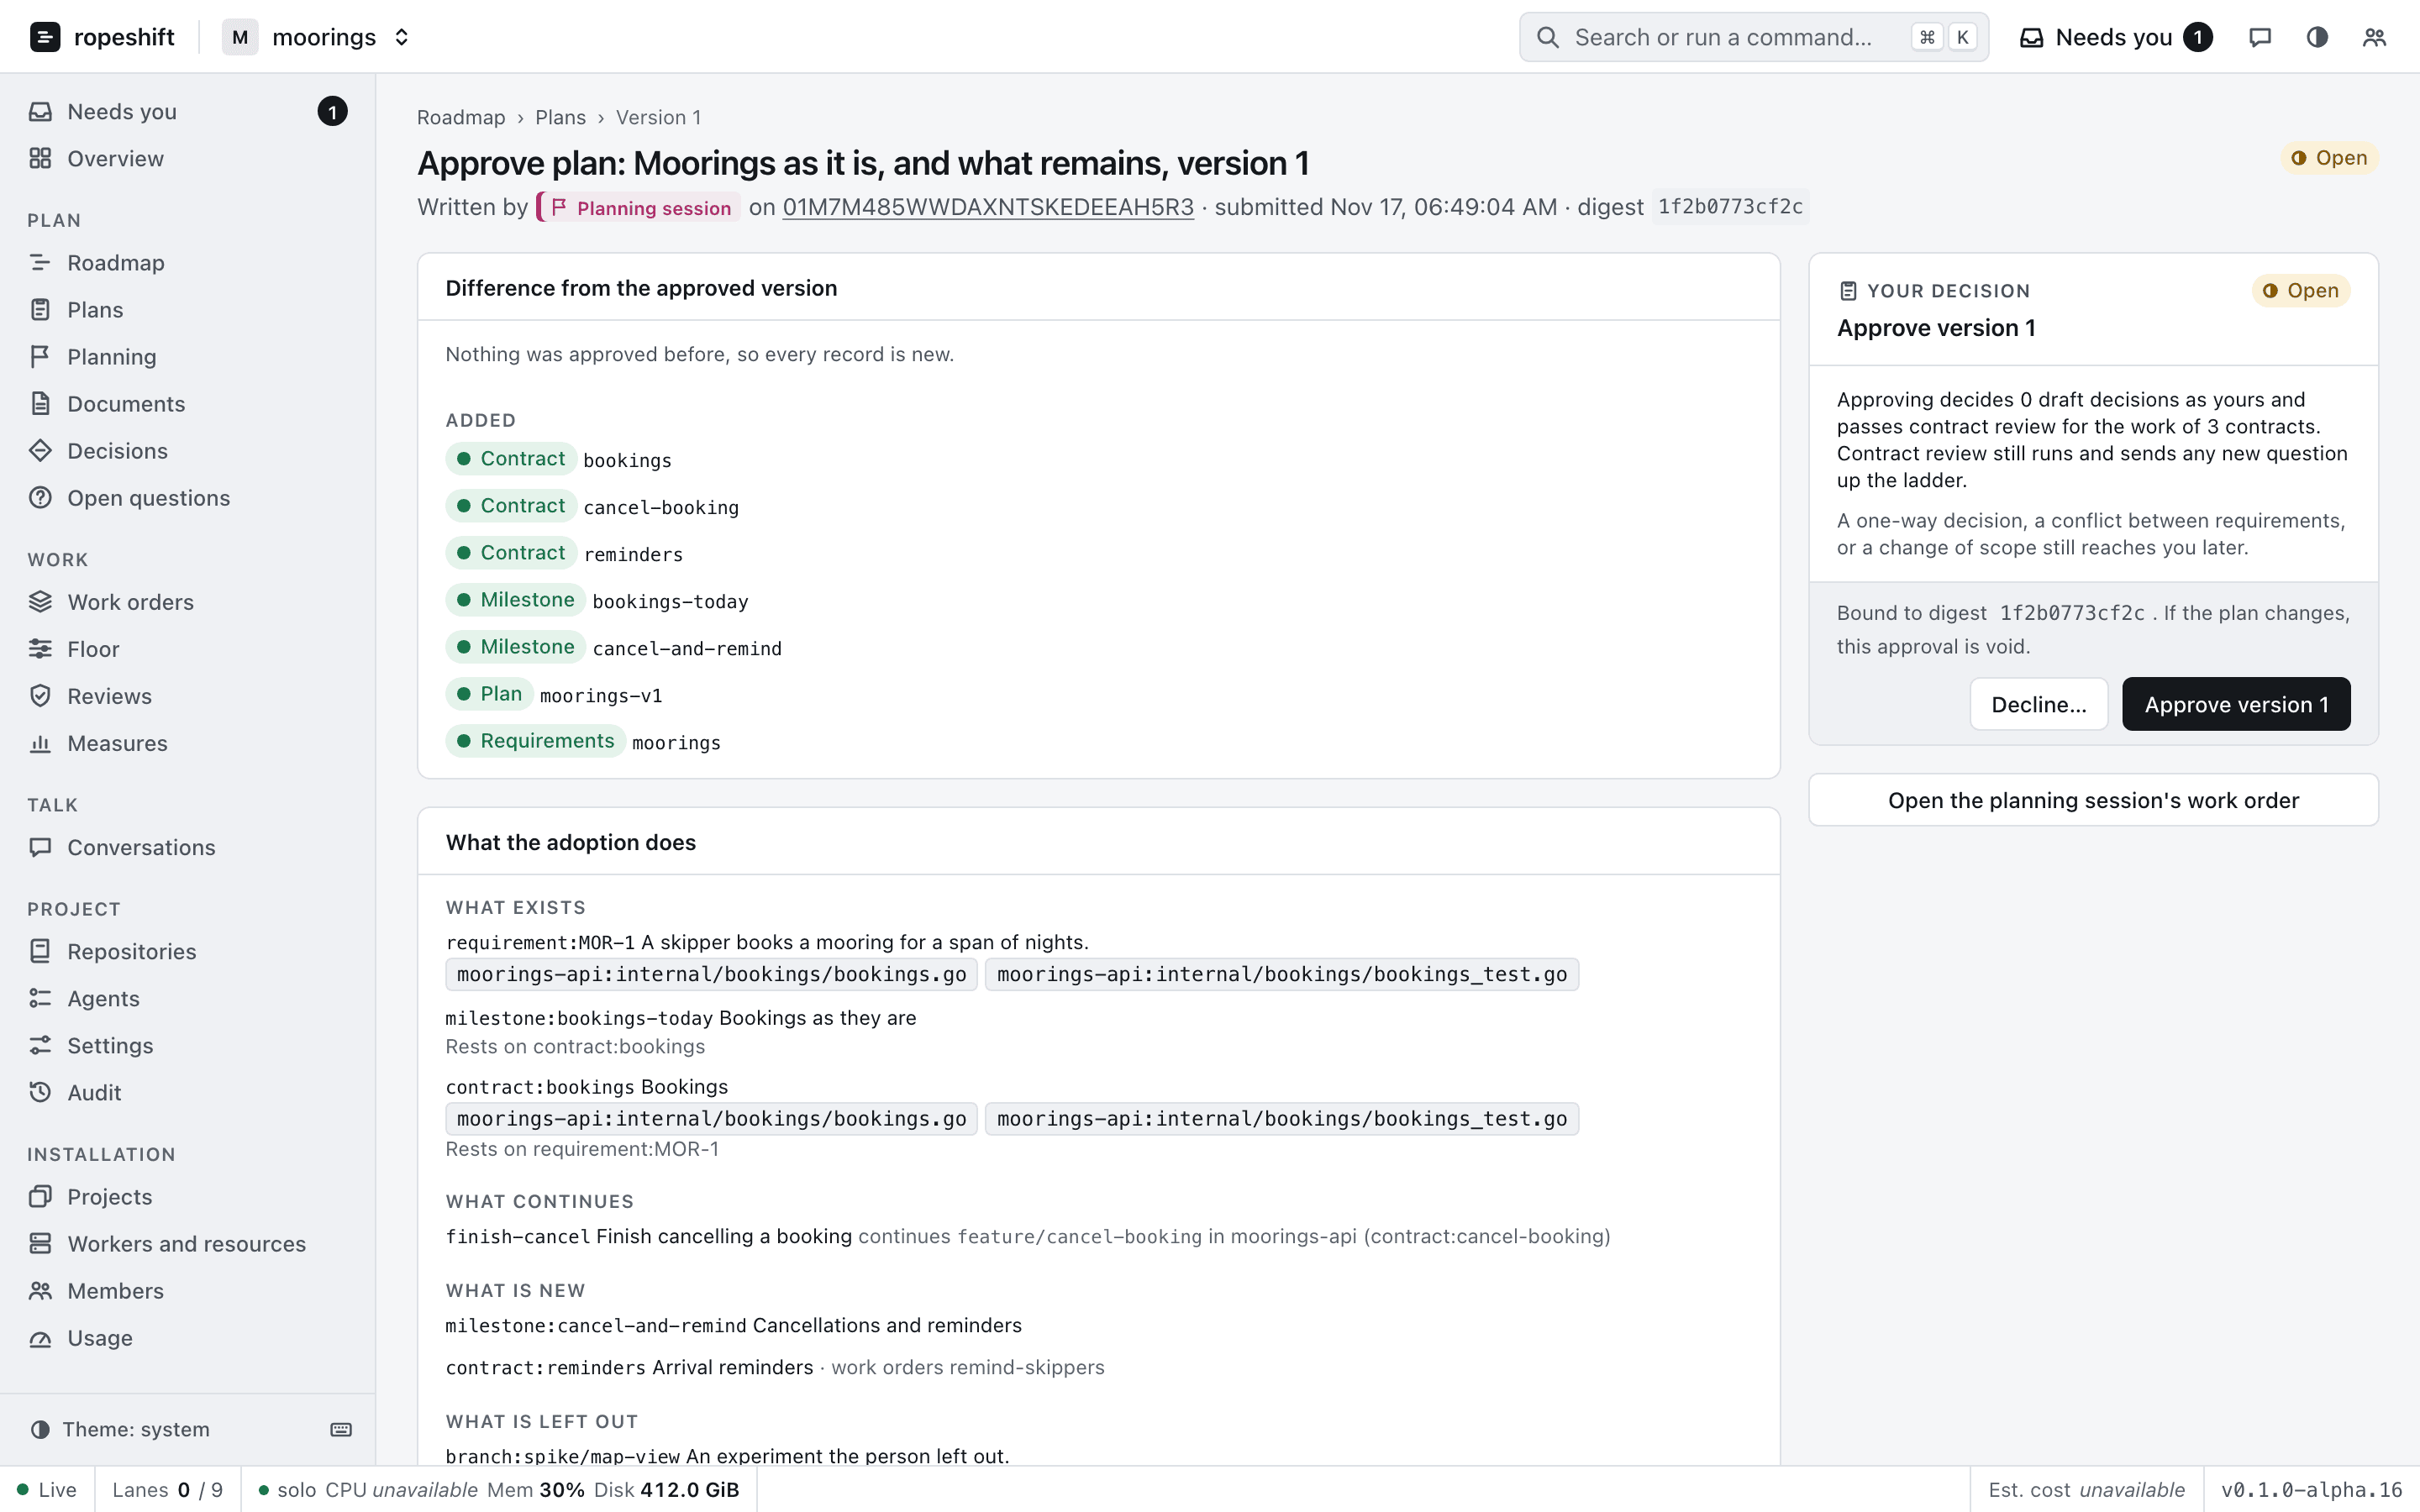 ropeshift
M moorings
Search or run a command... ⌘ K
Needs you 1
Needs you 1
Overview
PLAN
Roadmap
Plans
Planning
Documents
Decisions
Open questions
WORK
Work orders
Floor
Reviews
Measures
TALK
Conversations
PROJECT
Repositories
Agents
Settings
Audit
INSTALLATION
Projects
Workers and resources
Members
Usage
Theme: system
Roadmap › Plans › Version 1
Approve plan: Moorings as it is, and what remains, version 1
Open
Written by Planning session on 01M7M485WWDAXNTSKEDEEAH5R3 · submitted Nov 17, 06:49:04 AM · digest 1f2b0773cf2c
Difference from the approved version
Nothing was approved before, so every record is new.
ADDED
Contract bookings
Contract cancel-booking
Contract reminders
Milestone bookings-today
Milestone cancel-and-remind
Plan moorings-v1
Requirements moorings
What the adoption does
WHAT EXISTS
requirement:MOR-1 A skipper books a mooring for a span of nights.
moorings-api:internal/bookings/bookings.go moorings-api:internal/bookings/bookings_test.go
milestone:bookings-today Bookings as they are
Rests on contract:bookings
contract:bookings Bookings
moorings-api:internal/bookings/bookings.go moorings-api:internal/bookings/bookings_test.go
Rests on requirement:MOR-1
WHAT CONTINUES
finish-cancel Finish cancelling a booking continues feature/cancel-booking in moorings-api (contract:cancel-booking)
WHAT IS NEW
milestone:cancel-and-remind Cancellations and reminders
contract:reminders Arrival reminders · work orders remind-skippers
WHAT IS LEFT OUT
branch:spike/map-view An experiment the person left out.
YOUR DECISION
Open
Approve version 1
Approving decides 0 draft decisions as yours and
passes contract review for the work of 3 contracts.
Contract review still runs and sends any new question
up the ladder.
A one-way decision, a conflict between requirements,
or a change of scope still reaches you later.
Bound to digest 1f2b0773cf2c . If the plan changes,
this approval is void.
Decline...
Approve version 1
Open the planning session's work order
Live
Lanes 0 / 9
solo CPU unavailable Mem 30% Disk 412.0 GiB
Est. cost unavailable
v0.1.0-alpha.16